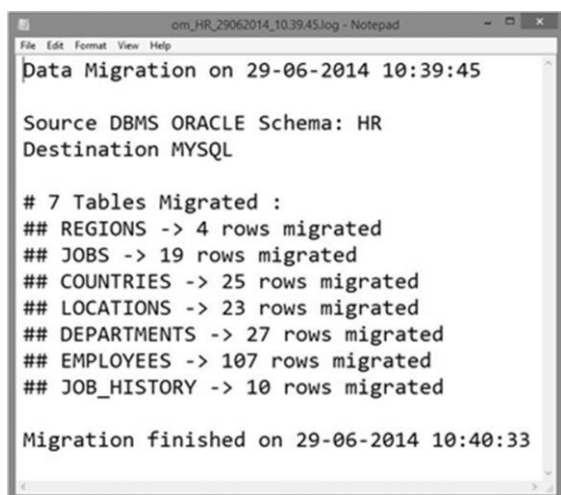 om_HR_29062014_10.39.45.log - Notepad
File Edit Format View Help
Data Migration on 29-06-2014 10:39:45
Source DBMS ORACLE Schema: HR
Destination MYSQL
# 7 Tables Migrated :
## REGIONS -> 4 rows migrated
## JOBS -> 19 rows migrated
## COUNTRIES -> 25 rows migrated
## LOCATIONS -> 23 rows migrated
## DEPARTMENTS -> 27 rows migrated
## EMPLOYEES -> 107 rows migrated
## JOB_HISTORY -> 10 rows migrated
Migration finished on 29-06-2014 10:40:33